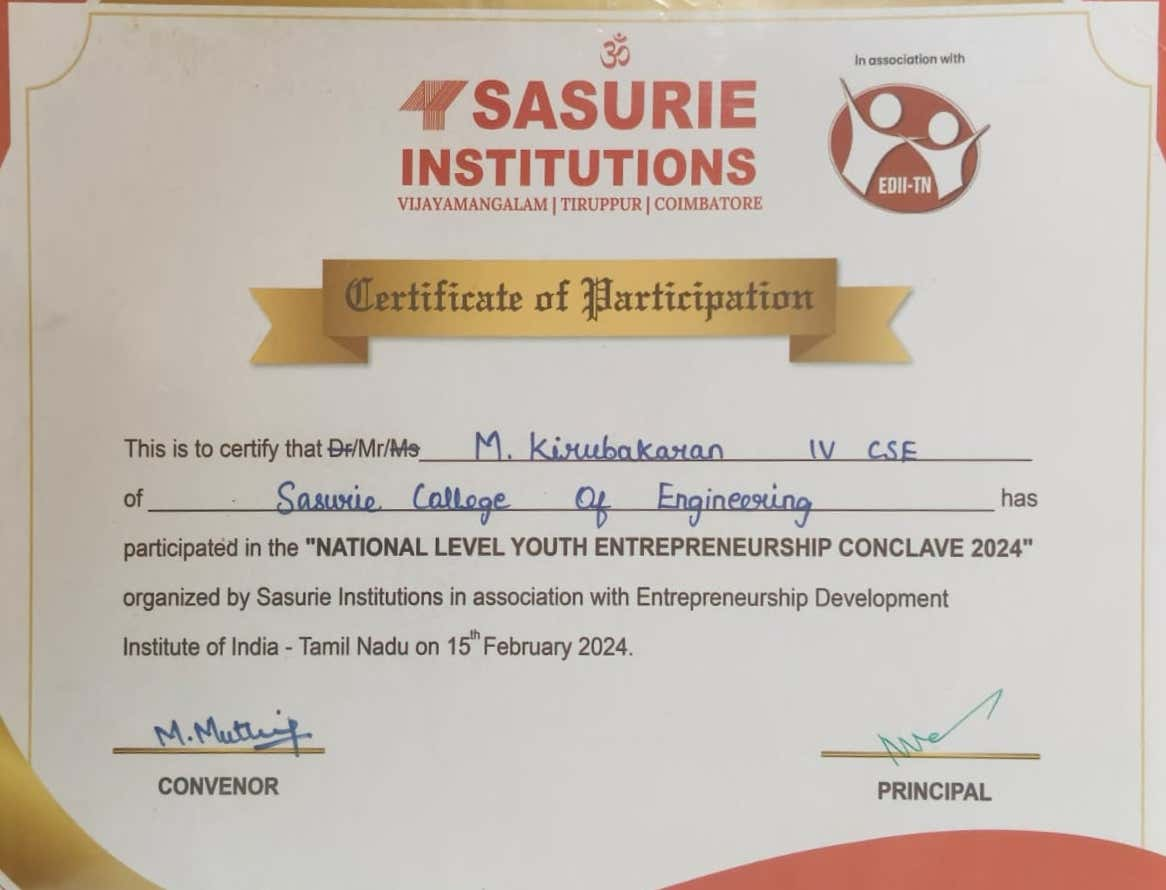 ॐ
SASURIE
INSTITUTIONS
VIJAYAMANGALAM | TIRUPPUR | COIMBATORE
In association with
EDII-TN
Certificate of Participation
This is to certify that Dr/Mr/Ms M. Kirubakaran IV CSE
of Sasurie College Of Engineering has
participated in the "NATIONAL LEVEL YOUTH ENTREPRENEURSHIP CONCLAVE 2024"
organized by Sasurie Institutions in association with Entrepreneurship Development
Institute of India - Tamil Nadu on 15th February 2024.
CONVENOR
PRINCIPAL